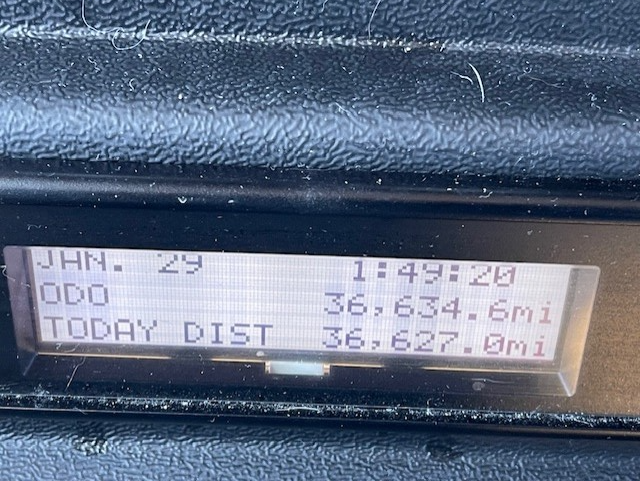 JAN. 29 1:49:20
ODO 36,634.6mi
TODAY DIST 36,627.0mi